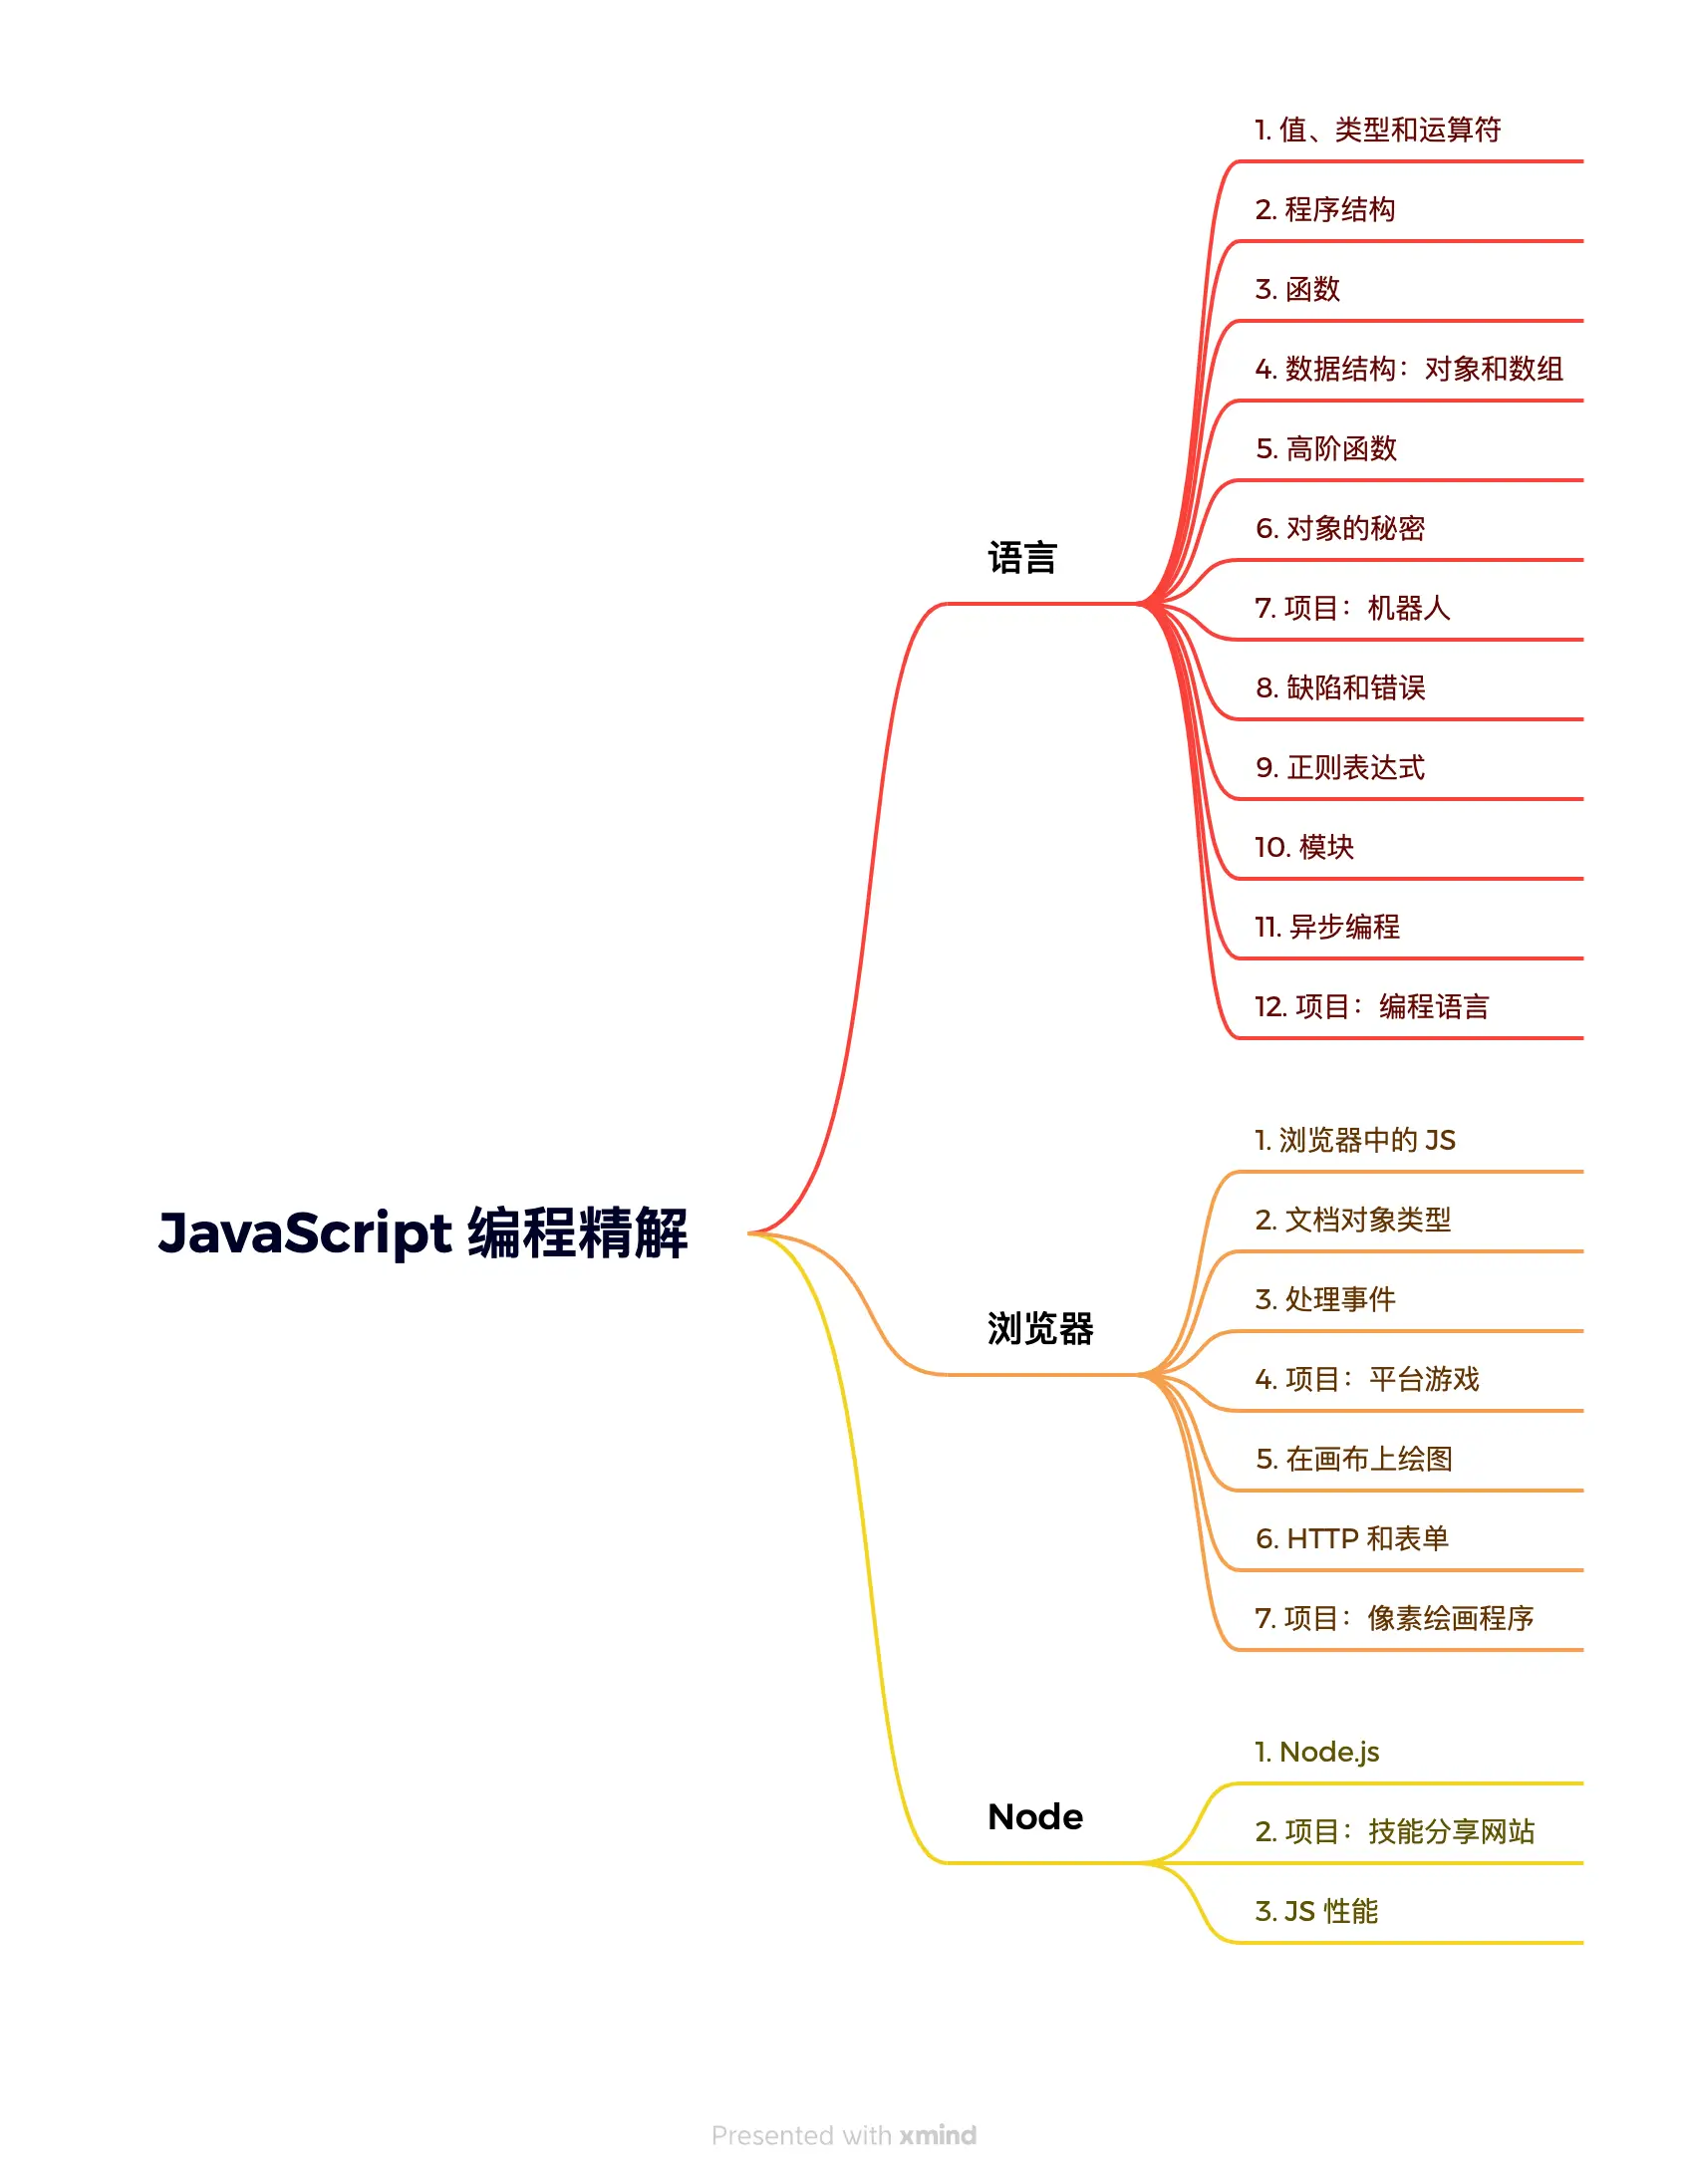 JavaScript 编程精解
语言
1. 值、类型和运算符
2. 程序结构
3. 函数
4. 数据结构：对象和数组
5. 高阶函数
6. 对象的秘密
7. 项目：机器人
8. 缺陷和错误
9. 正则表达式
10. 模块
11. 异步编程
12. 项目：编程语言
浏览器
1. 浏览器中的 JS
2. 文档对象类型
3. 处理事件
4. 项目：平台游戏
5. 在画布上绘图
6. HTTP 和表单
7. 项目：像素绘画程序
Node
1. Node.js
2. 项目：技能分享网站
3. JS 性能
Presented with xmind